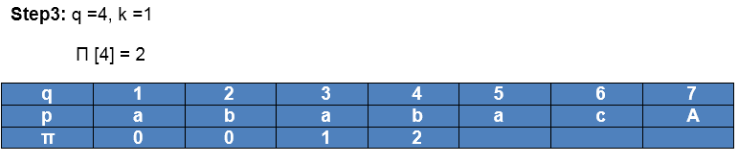 Step3: q =4, k =1
Π [4] = 2
q 1 2 3 4 5 6 7
p a b a b a c A
π 0 0 1 2